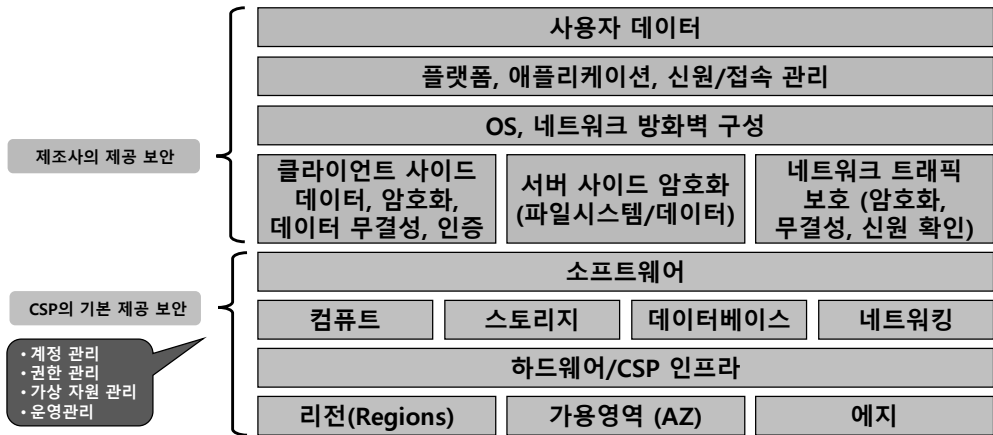 사용자 데이터
플랫폼, 애플리케이션, 신원/접속 관리
OS, 네트워크 방화벽 구성
제조사의 제공 보안
클라이언트 사이드
데이터, 암호화,
데이터 무결성, 인증
서버 사이드 암호화
(파일시스템/데이터)
네트워크 트래픽
보호 (암호화,
무결성, 신원 확인)
소프트웨어
CSP의 기본 제공 보안
컴퓨트
스토리지
데이터베이스
네트워킹
• 계정 관리
• 권한 관리
• 가상 자원 관리
• 운영관리
하드웨어/CSP 인프라
리전(Regions)
가용영역 (AZ)
에지